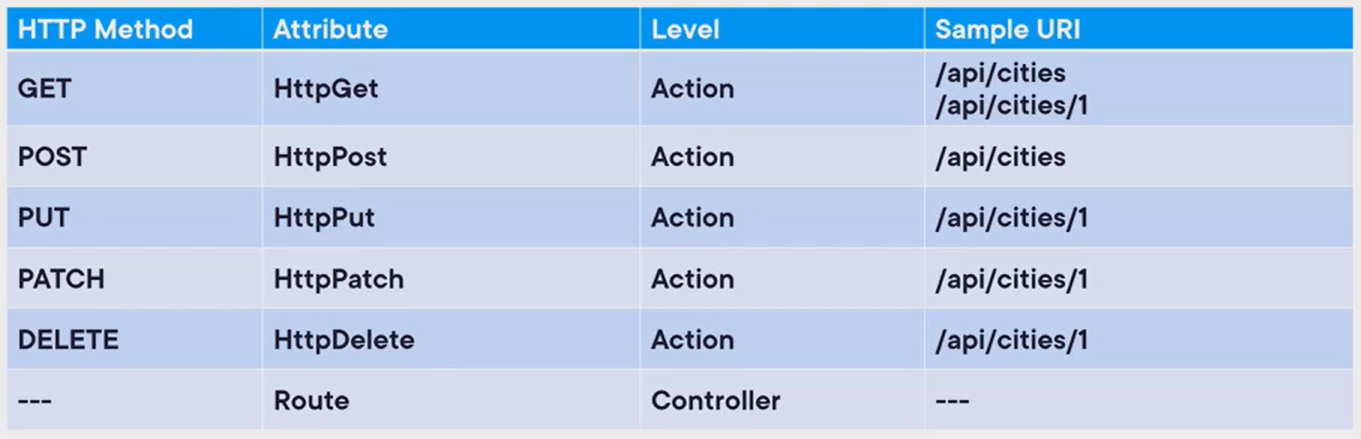 HTTP Method Attribute Level Sample URI
GET HttpGet Action /api/cities
/api/cities/1
POST HttpPost Action /api/cities
PUT HttpPut Action /api/cities/1
PATCH HttpPatch Action /api/cities/1
DELETE HttpDelete Action /api/cities/1
--- Route Controller ---